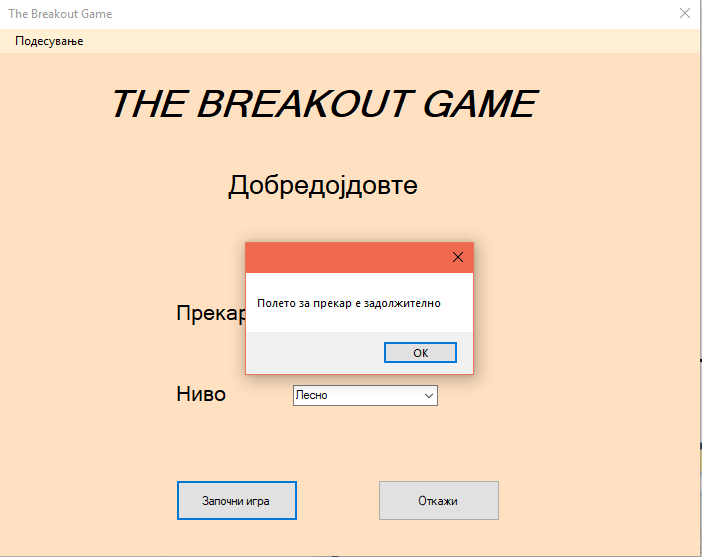 The Breakout Game
Подесување
THE BREAKOUT GAME
Добредојдовте
Полето за прекар е задолжително
Прекар
OK
Ниво
Лесно
Започни игра
Откажи